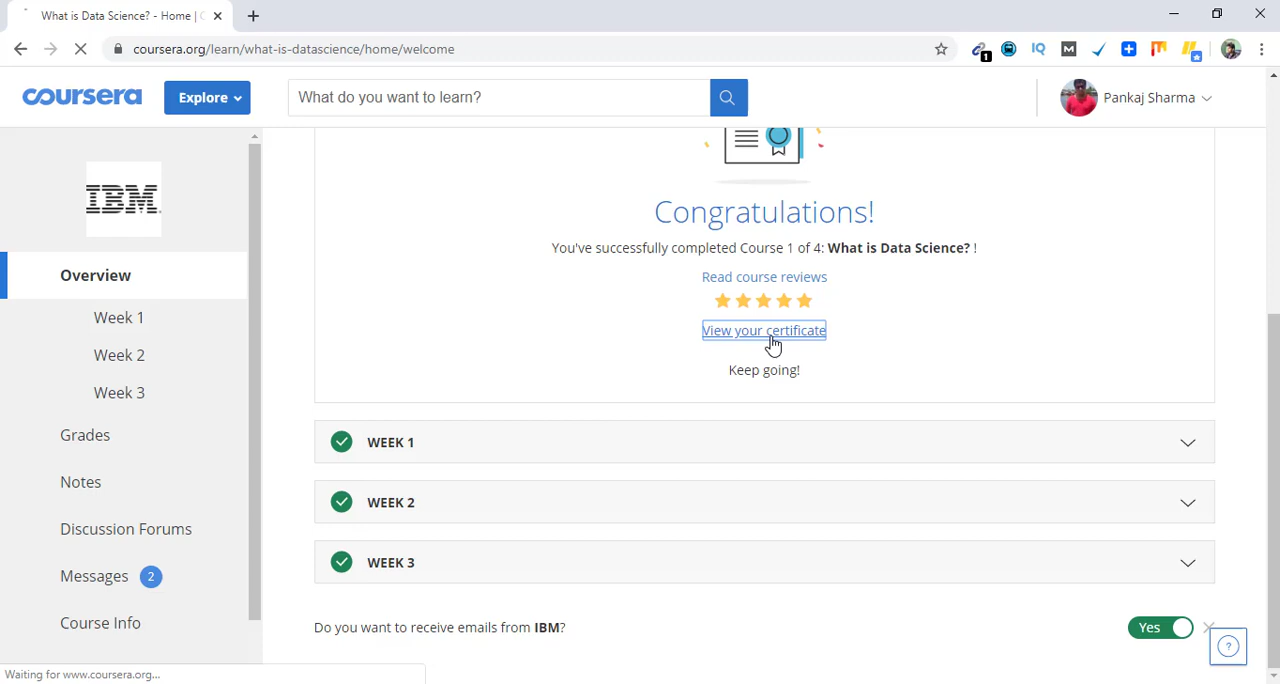 What is Data Science? - Home | C
coursera.org/learn/what-is-datascience/home/welcome
1
IQ
M
coursera
Explore
What do you want to learn?
Pankaj Sharma
IBM
Overview
Week 1
Week 2
Week 3
Grades
Notes
Discussion Forums
Messages 2
Course Info
Congratulations!
You've successfully completed Course 1 of 4: What is Data Science? !
Read course reviews
View your certificate
Keep going!
WEEK 1
WEEK 2
WEEK 3
Do you want to receive emails from IBM?
Yes
?
Waiting for www.coursera.org...